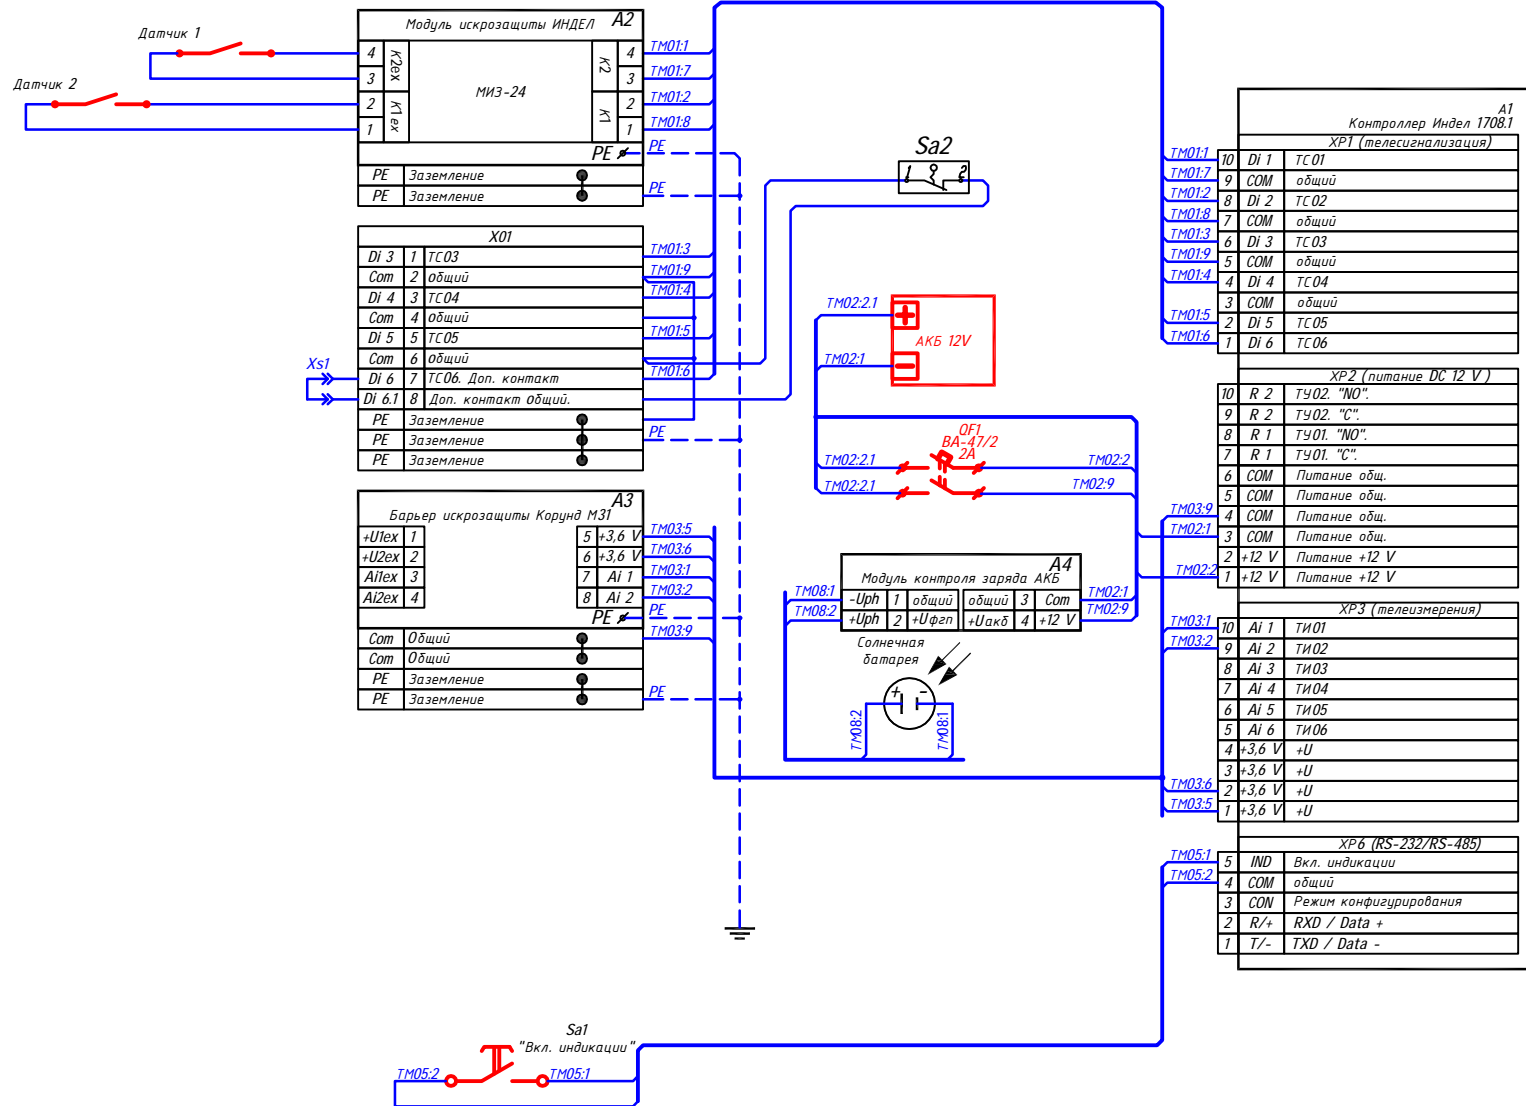 Датчик 1
Датчик 2
Модуль искрозащиты ИНДЕЛ A2
4 K2ex МИЗ-24 K2 4 TM01:1
3 3 TM01:7
2 K1ex K1 2 TM01:2
1 1 TM01:8
PE PE
PE Заземление
PE Заземление PE
X01
Di 3 1 ТС03 TM01:3
Com 2 общий TM01:9
Di 4 3 ТС04 TM01:4
Com 4 общий
Di 5 5 ТС05 TM01:5
Com 6 общий
Xs1
Di 6 7 ТС06. Доп. контакт TM01:6
Di 6.1 8 Доп. контакт Общий.
PE Заземление
PE Заземление PE
PE Заземление
A3
Барьер искрозащиты Корунд М31
+U1ex 1 5 +3,6 V TM03:5
+U2ex 2 6 +3,6 V TM03:6
Ai1ex 3 7 Ai 1 TM03:1
Ai2ex 4 8 Ai 2 TM03:2
PE PE
Com Общий TM03:9
Com Общий
PE Заземление
PE Заземление PE
Sa2
1 2
TM02:2.1
+
АКБ 12V
TM02:1
−
QF1
ВА-47/2
2А
TM02:2.1 TM02:2
TM02:2.1 TM02:9
A4
Модуль контроля заряда АКБ
TM08:1 -Uph 1 общий общий 3 Com TM02:1
TM08:2 +Uph 2 +Uфгп +Uакб 4 +12 V TM02:9
Солнечная
батарея
+ −
TM08:2 TM08:1
A1
Контроллер Индел 1708.1
XP1 (телесигнализация)
TM01:1 10 Di 1 ТС01
TM01:7 9 COM общий
TM01:2 8 Di 2 ТС02
TM01:8 7 COM общий
TM01:3 6 Di 3 ТС03
TM01:9 5 COM общий
TM01:4 4 Di 4 ТС04
3 COM общий
TM01:5 2 Di 5 ТС05
TM01:6 1 Di 6 ТС06
XP2 (питание DC 12 V )
10 R 2 ТУ02. "NO".
9 R 2 ТУ02. "C".
8 R 1 ТУ01. "NO".
7 R 1 ТУ01. "C".
6 COM Питание общ.
5 COM Питание общ.
TM03:9 4 COM Питание общ.
TM02:1 3 COM Питание общ.
2 +12 V Питание +12 V
TM02:2 1 +12 V Питание +12 V
XP3 (телеизмерения)
TM03:1 10 Ai 1 ТИ01
TM03:2 9 Ai 2 ТИ02
8 Ai 3 ТИ03
7 Ai 4 ТИ04
6 Ai 5 ТИ05
5 Ai 6 ТИ06
4 +3,6 V +U
3 +3,6 V +U
TM03:6 2 +3,6 V +U
TM03:5 1 +3,6 V +U
XP6 (RS-232/RS-485)
TM05:1 5 IND Вкл. индикации
TM05:2 4 COM общий
3 CON Режим конфигурирования
2 R/+ RXD / Data +
1 T/- TXD / Data -
Sa1
"Вкл. индикации"
TM05:2 TM05:1